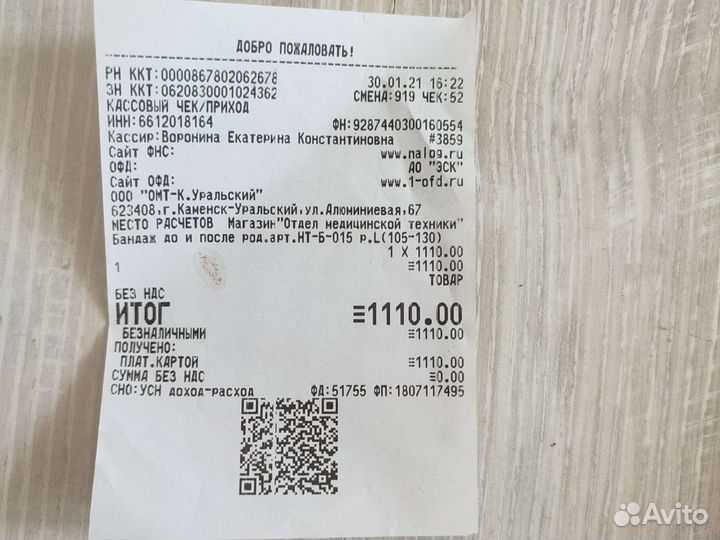 ДОБРО ПОЖАЛОВАТЬ!
РН ККТ:0000867802062678 30.01.21 16:22
ЗН ККТ:0620830001024362 СМЕНА:919 ЧЕК:52
КАССОВЫЙ ЧЕК/ПРИХОД
ИНН:6612018164 ФН:9287440300160554
Кассир:Воронина Екатерина Константиновна #3859
Сайт ФНС: www.nalog.ru
ОФД: АО "ЭСК"
Сайт ОФД: www.1-ofd.ru
ООО "ОМТ-К.Уральский"
623408,г.Каменск-Уральский,ул.Алюминиевая,67
МЕСТО РАСЧЕТОВ Магазин"Отдел медицинской техники"
Бандаж до и после род.арт.НТ-Б-015 р.L(105-130)
1 X 1110.00
1 ≡1110.00
ТОВАР
БЕЗ НДС
ИТОГ ≡1110.00
БЕЗНАЛИЧНЫМИ ≡1110.00
ПОЛУЧЕНО:
ПЛАТ.КАРТОЙ ≡1110.00
СУММА БЕЗ НДС ≡0.00
СНО:УСН доход-расход ФД:51755 ФП:1807117495
Avito